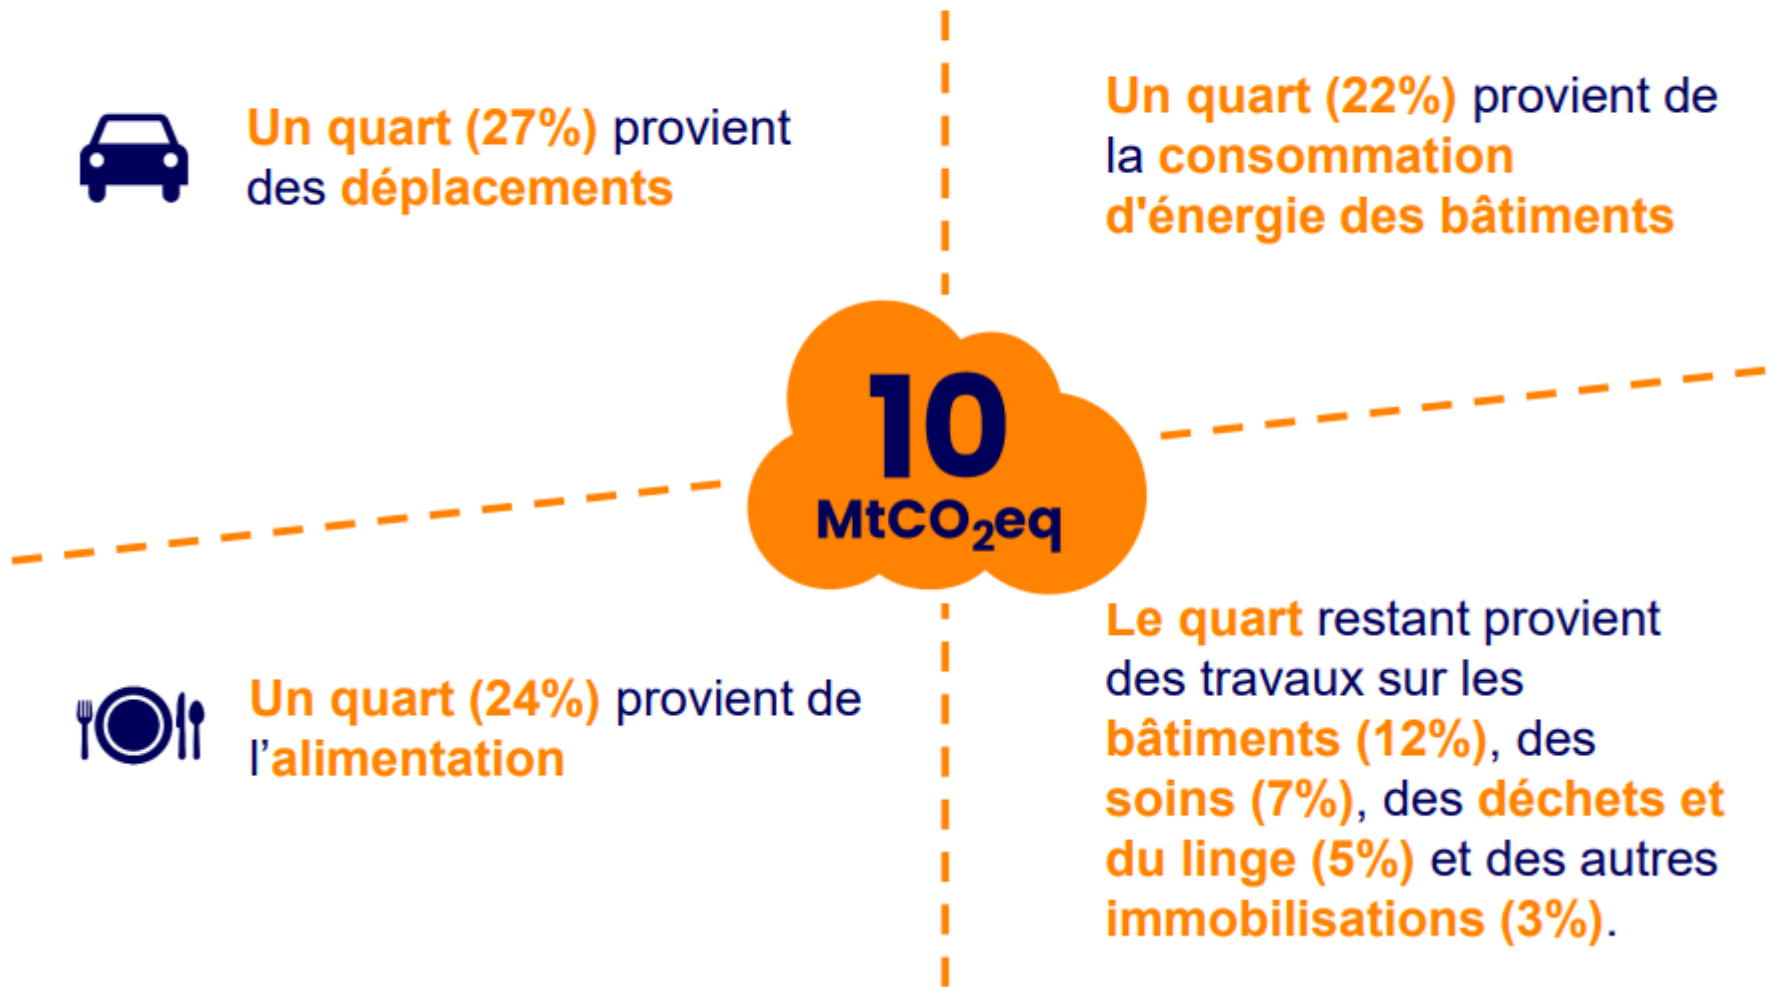 Un quart (27%) provient
des déplacements
Un quart (22%) provient de
la consommation
d'énergie des bâtiments
10
MtCO₂eq
Un quart (24%) provient de
l’alimentation
Le quart restant provient
des travaux sur les
bâtiments (12%), des
soins (7%), des déchets et
du linge (5%) et des autres
immobilisations (3%).